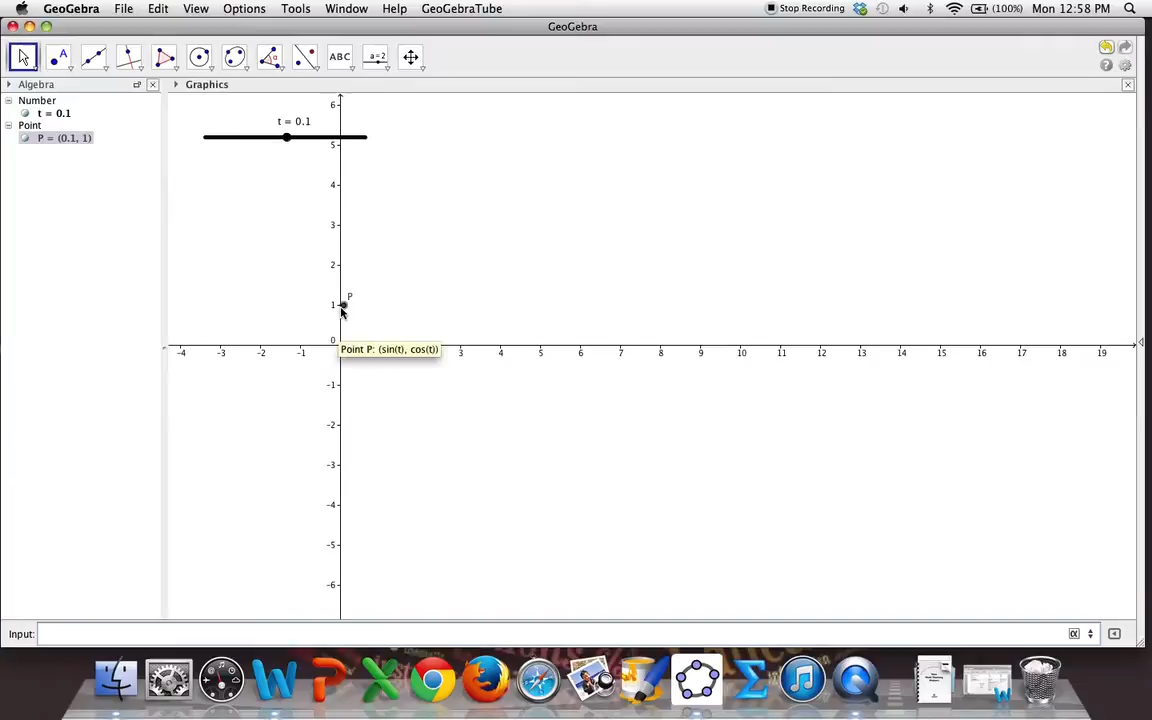 GeoGebra File Edit View Options Tools Window Help GeoGebraTube Stop Recording (100%) Mon 12:58 PM
GeoGebra
A α ABC a=2
Algebra Graphics
Number
t = 0.1
Point
P = (0.1, 1)
t = 0.1
6
5
4
3
2
1
P
0
Point P: (sin(t), cos(t))
-4 -3 -2 -1 3 4 5 6 7 8 9 10 11 12 13 14 15 16 17 18 19
-1
-2
-3
-4
-5
-6
Input: α